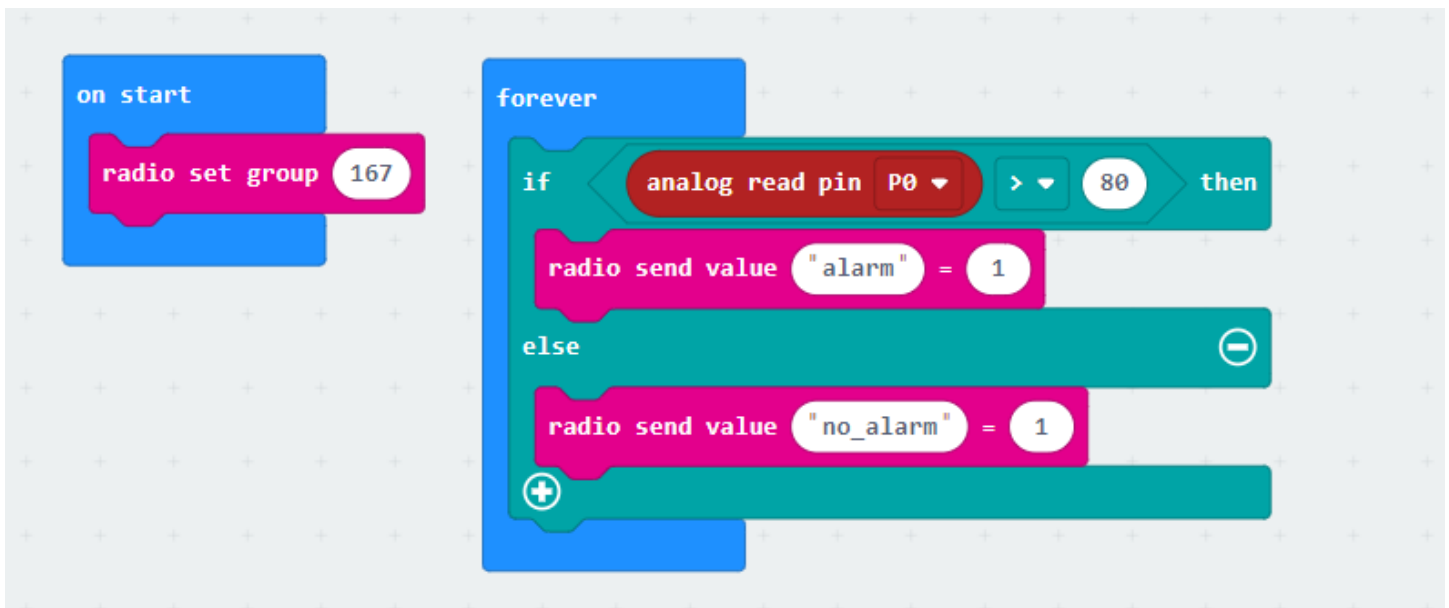 on start
radio set group 167
forever
if analog read pin P0 > 80 then
radio send value "alarm" = 1
else
radio send value "no_alarm" = 1